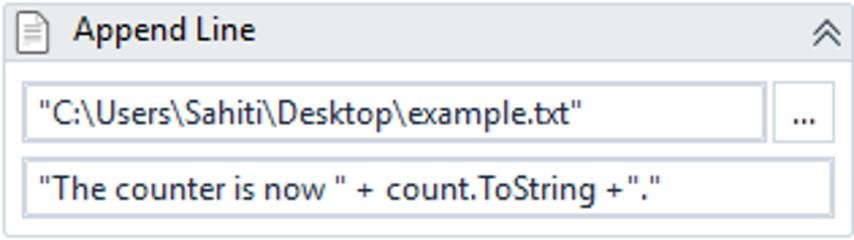 Append Line
"C:\Users\Sahiti\Desktop\example.txt"
...
"The counter is now " + count.ToString +"."